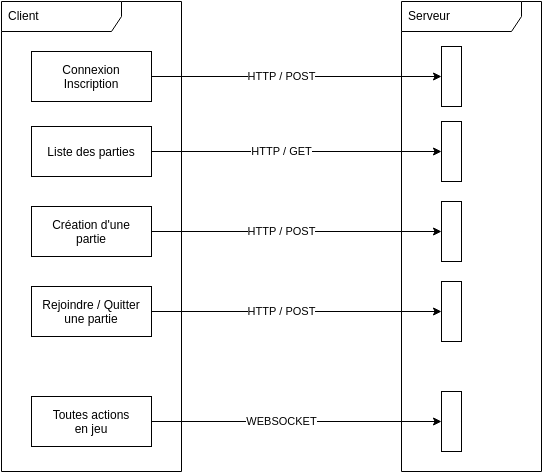 Client
Serveur
Connexion
Inscription
HTTP / POST
Liste des parties
HTTP / GET
Création d'une
partie
HTTP / POST
Rejoindre / Quitter
une partie
HTTP / POST
Toutes actions
en jeu
WEBSOCKET